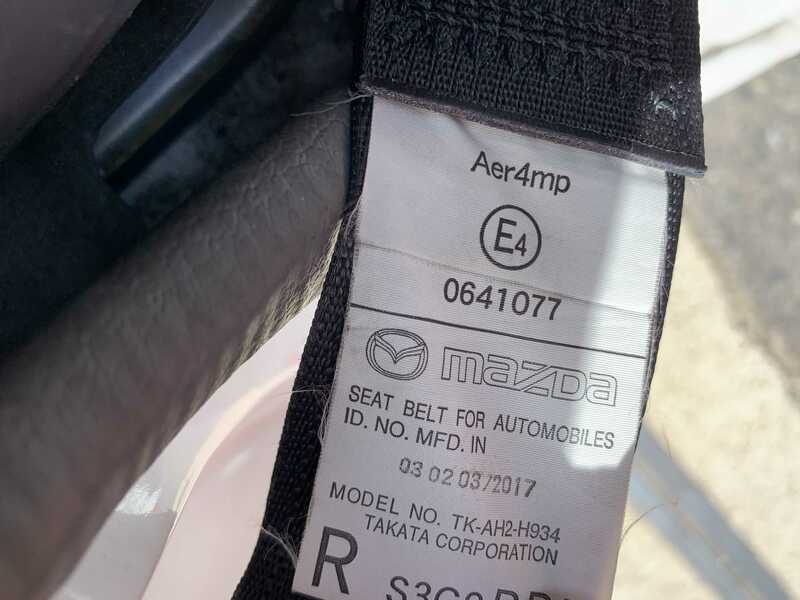 Aer4mp
E4
0641077
mazda
SEAT BELT FOR AUTOMOBILES
ID. NO. MFD. IN
03 02 03/2017
MODEL NO. TK-AH2-H934
TAKATA CORPORATION
R